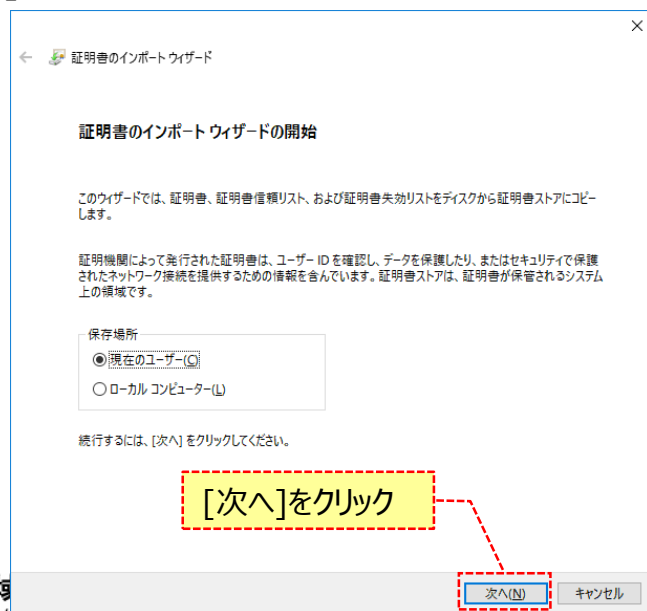 証明書のインポート ウィザード
証明書のインポート ウィザードの開始
このウィザードでは、証明書、証明書信頼リスト、および証明書失効リストをディスクから証明書ストアにコピー
します。
証明機関によって発行された証明書は、ユーザー ID を確認し、データを保護したり、またはセキュリティで保護
されたネットワーク接続を提供するための情報を含んでいます。証明書ストアは、証明書が保管されるシステム
上の領域です。
保存場所
現在のユーザー(C)
ローカル コンピューター(L)
続行するには、[次へ] をクリックしてください。
[次へ]をクリック
次へ(N) キャンセル